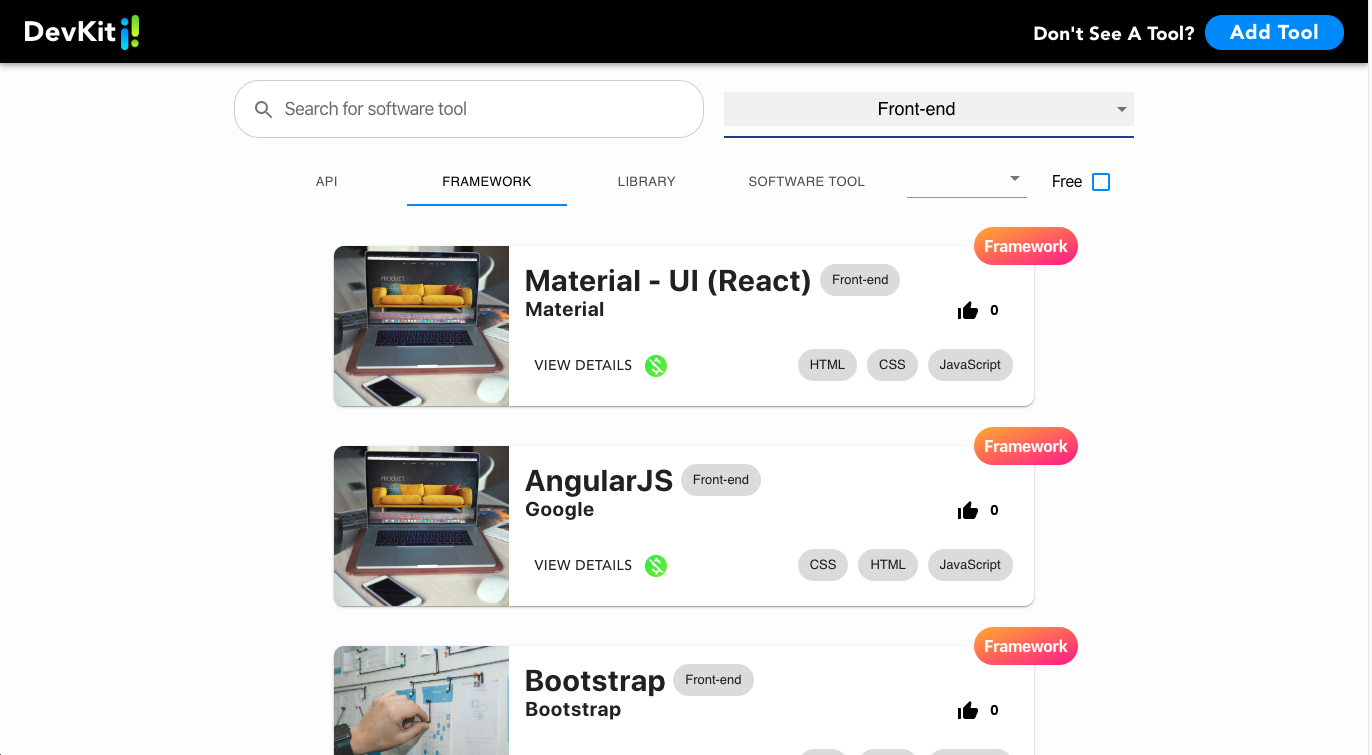 DevKit
Don't See A Tool? Add Tool
Search for software tool
Front-end
API FRAMEWORK LIBRARY SOFTWARE TOOL Free
Framework
Material - UI (React) Front-end
Material
0
VIEW DETAILS HTML CSS JavaScript
PRODUCT
Framework
AngularJS Front-end
Google
0
VIEW DETAILS CSS HTML JavaScript
PRODUCT
Framework
Bootstrap Front-end
Bootstrap
0